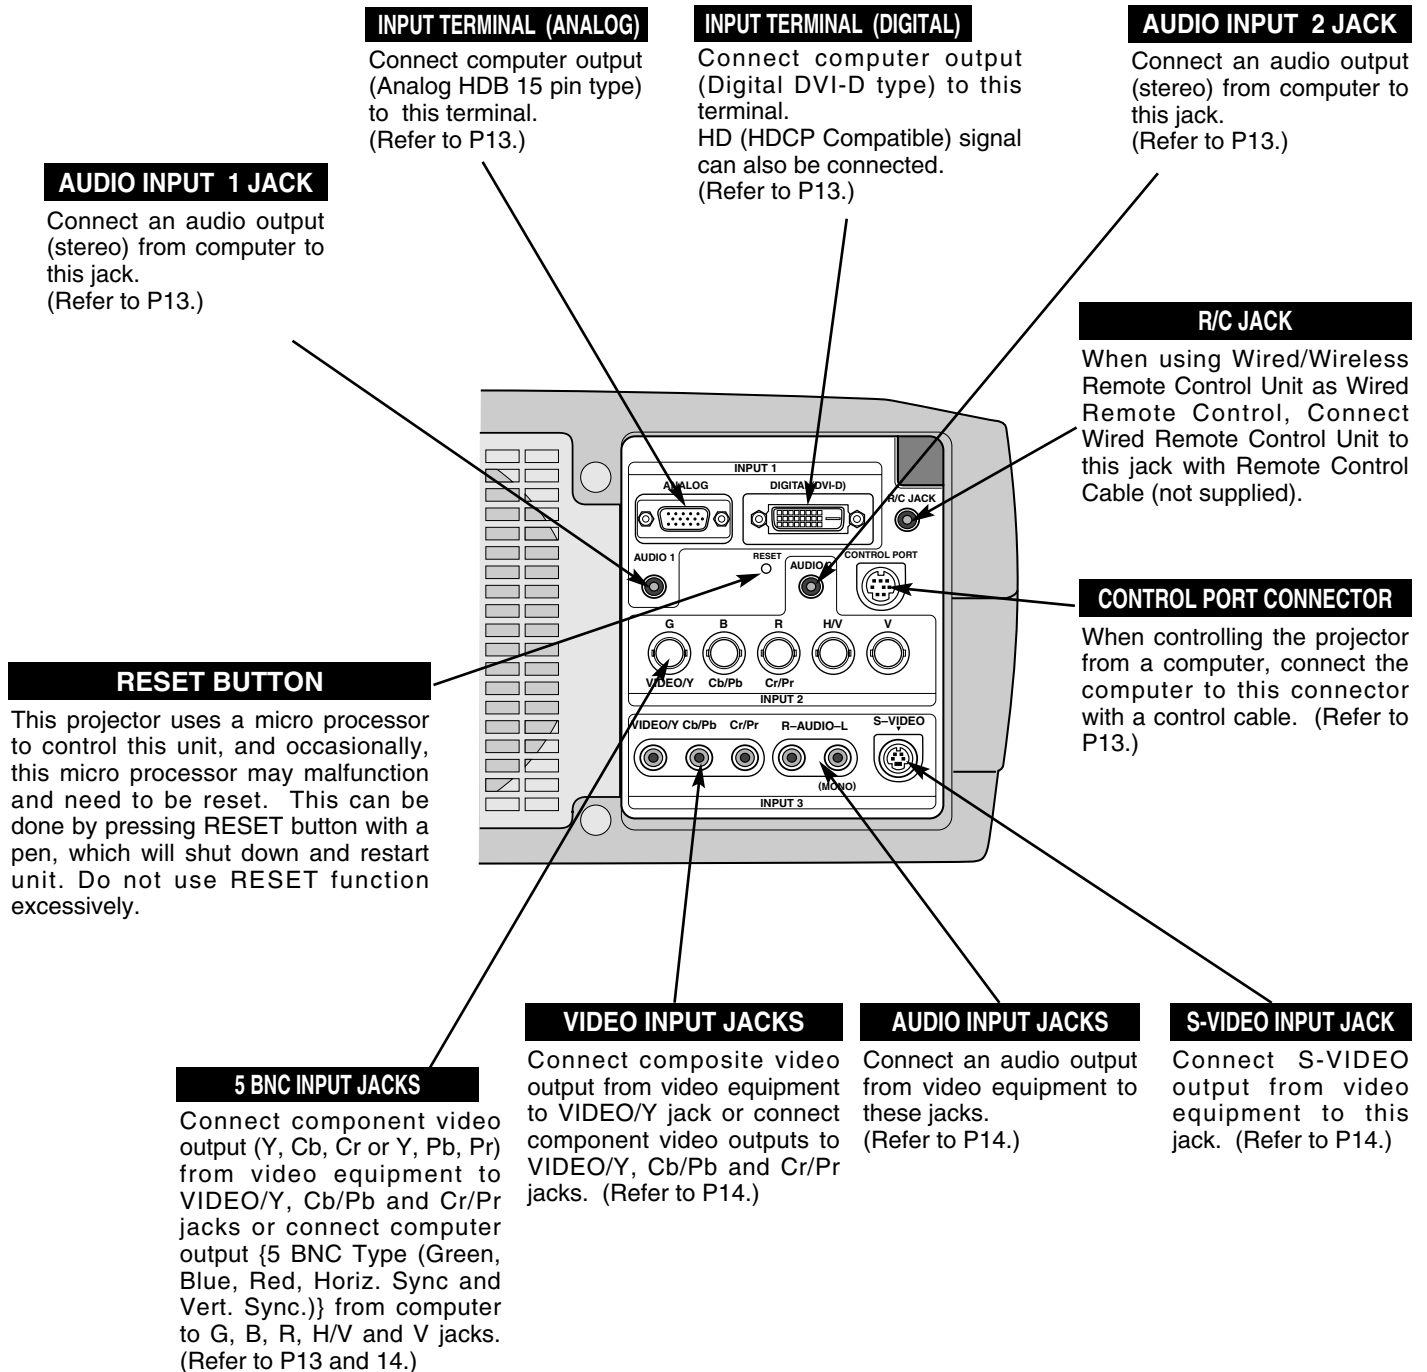 INPUT TERMINAL (ANALOG)
Connect computer output
(Analog HDB 15 pin type)
to this terminal.
(Refer to P13.)
INPUT TERMINAL (DIGITAL)
Connect computer output
(Digital DVI-D type) to this
terminal.
HD (HDCP Compatible) signal
can also be connected.
(Refer to P13.)
AUDIO INPUT 2 JACK
Connect an audio output
(stereo) from computer to
this jack.
(Refer to P13.)
AUDIO INPUT 1 JACK
Connect an audio output
(stereo) from computer to
this jack.
(Refer to P13.)
R/C JACK
When using Wired/Wireless
Remote Control Unit as Wired
Remote Control, Connect
Wired Remote Control Unit to
this jack with Remote Control
Cable (not supplied).
INPUT 1
ANALOG
DIGITAL(DVI-D)
R/C JACK
AUDIO 1
RESET
AUDIO 2
CONTROL PORT
G B R H/V V
VIDEO/Y Cb/Pb Cr/Pr
INPUT 2
VIDEO/Y Cb/Pb Cr/Pr R–AUDIO–L S–VIDEO
(MONO)
INPUT 3
CONTROL PORT CONNECTOR
When controlling the projector
from a computer, connect the
computer to this connector
with a control cable. (Refer to
P13.)
RESET BUTTON
This projector uses a micro processor
to control this unit, and occasionally,
this micro processor may malfunction
and need to be reset. This can be
done by pressing RESET button with a
pen, which will shut down and restart
unit. Do not use RESET function
excessively.
5 BNC INPUT JACKS
Connect component video
output (Y, Cb, Cr or Y, Pb, Pr)
from video equipment to
VIDEO/Y, Cb/Pb and Cr/Pr
jacks or connect computer
output {5 BNC Type (Green,
Blue, Red, Horiz. Sync and
Vert. Sync.)} from computer
to G, B, R, H/V and V jacks.
(Refer to P13 and 14.)
VIDEO INPUT JACKS
Connect composite video
output from video equipment
to VIDEO/Y jack or connect
component video outputs to
VIDEO/Y, Cb/Pb and Cr/Pr
jacks. (Refer to P14.)
AUDIO INPUT JACKS
Connect an audio output
from video equipment to
these jacks.
(Refer to P14.)
S-VIDEO INPUT JACK
Connect S-VIDEO
output from video
equipment to this
jack. (Refer to P14.)